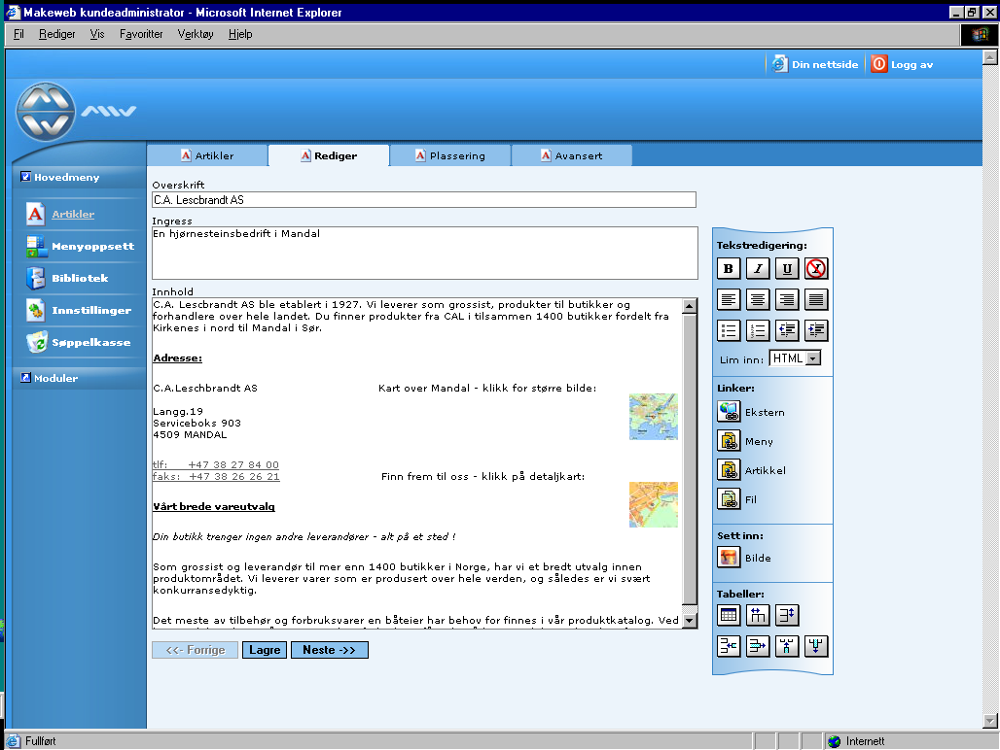 Makeweb kundeadministrator - Microsoft Internet Explorer
Fil Rediger Vis Favoritter Verktøy Hjelp
Din nettside Logg av
Artikler Rediger Plassering Avansert
Hovedmeny
Artikler
Menyoppsett
Bibliotek
Innstillinger
Søppelkasse
Moduler
Overskrift
C.A. Lescbrandt AS
Ingress
En hjørnesteinsbedrift i Mandal
Innhold
C.A. Lescbrandt AS ble etablert i 1927. Vi leverer som grossist, produkter til butikker og
forhandlere over hele landet. Du finner produkter fra CAL i tilsammen 1400 butikker fordelt fra
Kirkenes i nord til Mandal i Sør.
Adresse:
C.A.Leschbrandt AS Kart over Mandal - klikk for større bilde:
Langg.19
Serviceboks 903
4509 MANDAL
tlf: +47 38 27 84 00
faks: +47 38 26 26 21 Finn frem til oss - klikk på detaljkart:
Vårt brede vareutvalg
Din butikk trenger ingen andre leverandører - alt på et sted !
Som grossist og leverandør til mer enn 1400 butikker i Norge, har vi et bredt utvalg innen
produktområdet. Vi leverer varer som er produsert over hele verden, og således er vi svært
konkurransedyktig.
Det meste av tilbehør og forbruksvarer en båteier har behov for finnes i vår produktkatalog. Ved
<<- Forrige Lagre Neste ->>
Tekstredigering:
B I U
Lim inn: HTML
Linker:
Ekstern
Meny
Artikkel
Fil
Sett inn:
Bilde
Tabeller:
Fullført Internett